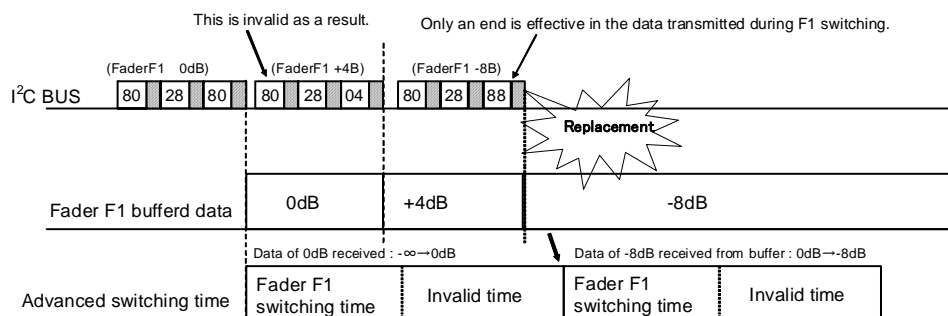 This is invalid as a result.
Only an end is effective in the data transmitted during F1 switching.
(FaderF1 0dB)
(FaderF1 +4B)
(FaderF1 -8B)
I²C BUS
80 28 80 80 28 04 80 28 88
Replacement
Fader F1 bufferd data
0dB
+4dB
-8dB
Data of 0dB received : -∞→0dB
Data of -8dB received from buffer : 0dB→-8dB
Advanced switching time
Fader F1
switching time
Invalid time
Fader F1
switching time
Invalid time